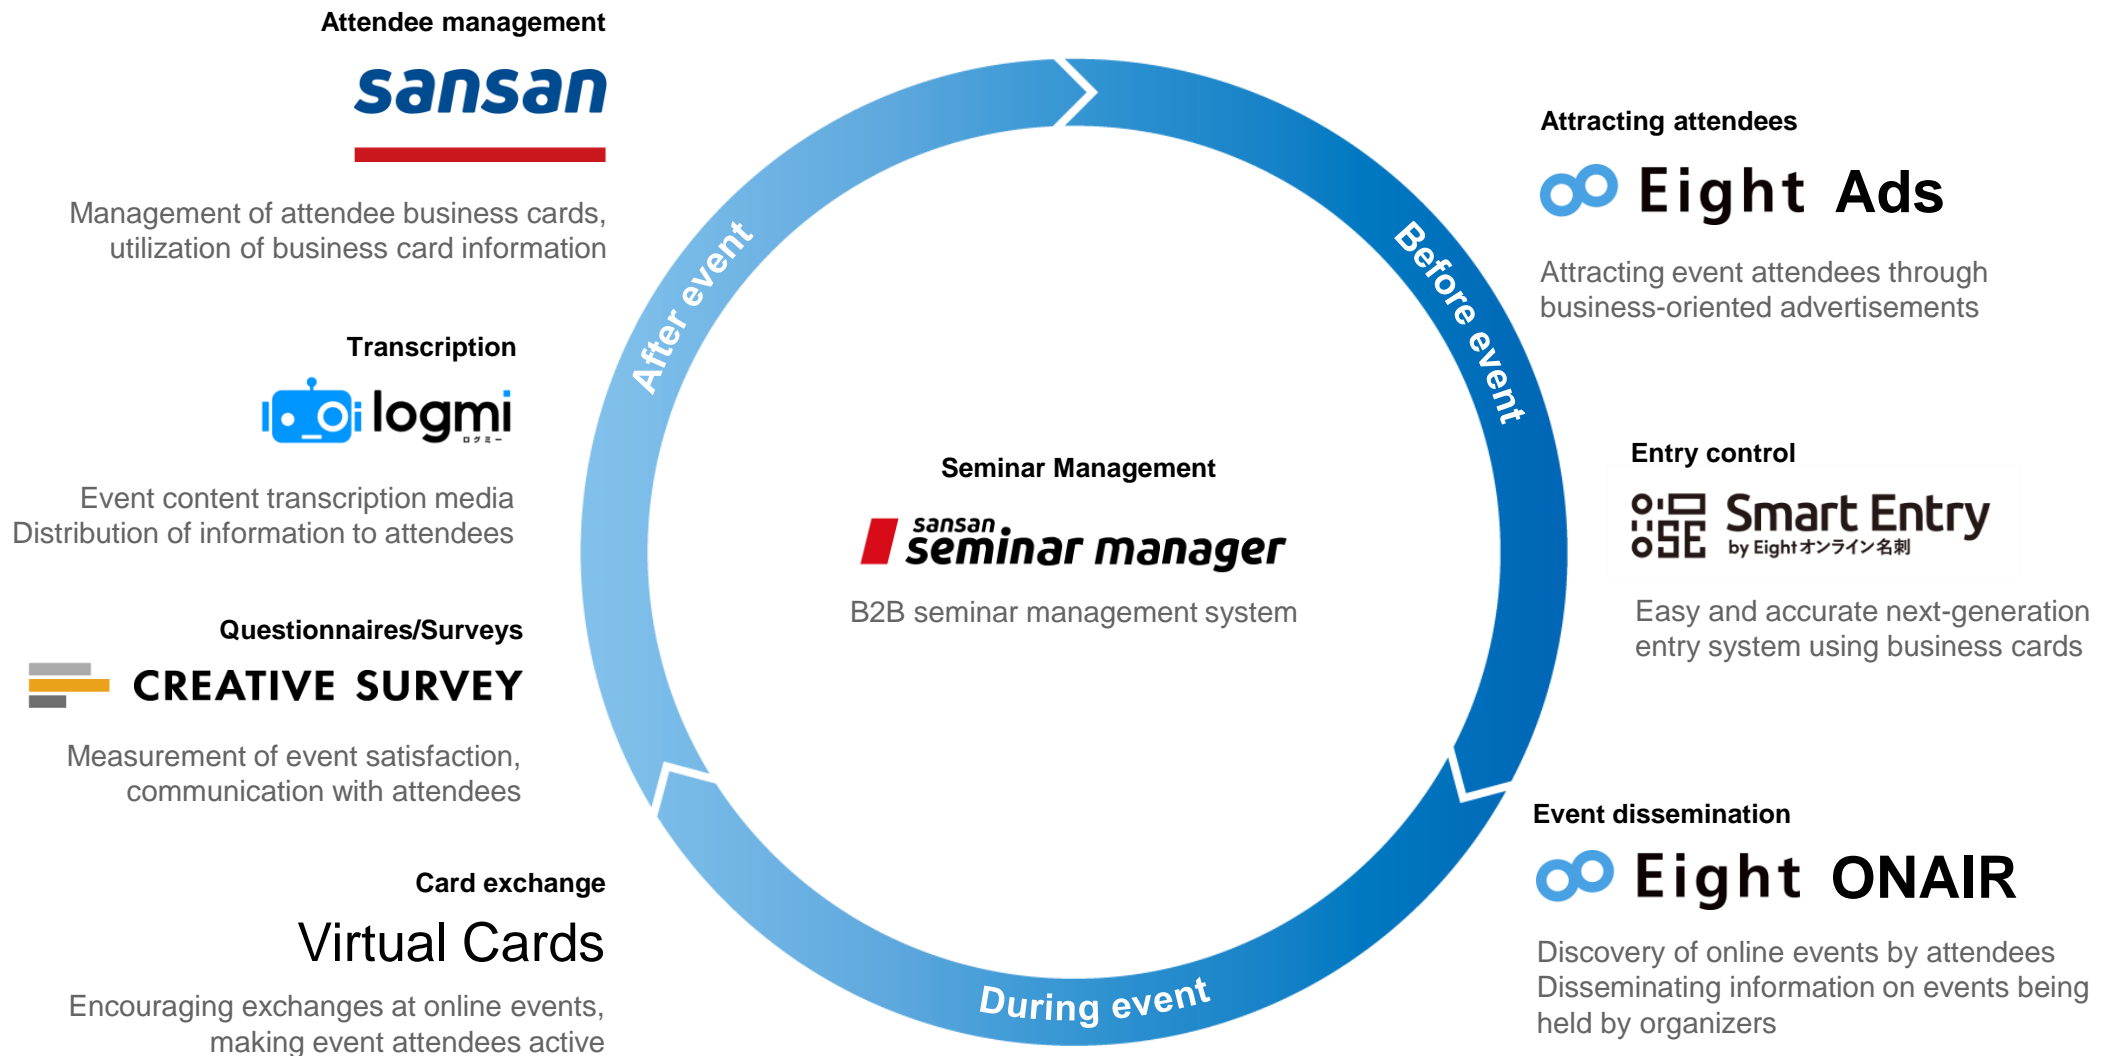 Attendee management
sansan
Management of attendee business cards,
utilization of business card information
Transcription
logmi
ログミー
Event content transcription media
Distribution of information to attendees
Questionnaires/Surveys
CREATIVE SURVEY
Measurement of event satisfaction,
communication with attendees
Card exchange
Virtual Cards
Encouraging exchanges at online events,
making event attendees active
After event
Before event
During event
Seminar Management
sansan
seminar manager
B2B seminar management system
Attracting attendees
Eight Ads
Attracting event attendees through
business-oriented advertisements
Entry control
SE
Smart Entry
by Eightオンライン名刺
Easy and accurate next-generation
entry system using business cards
Event dissemination
Eight ONAIR
Discovery of online events by attendees
Disseminating information on events being
held by organizers